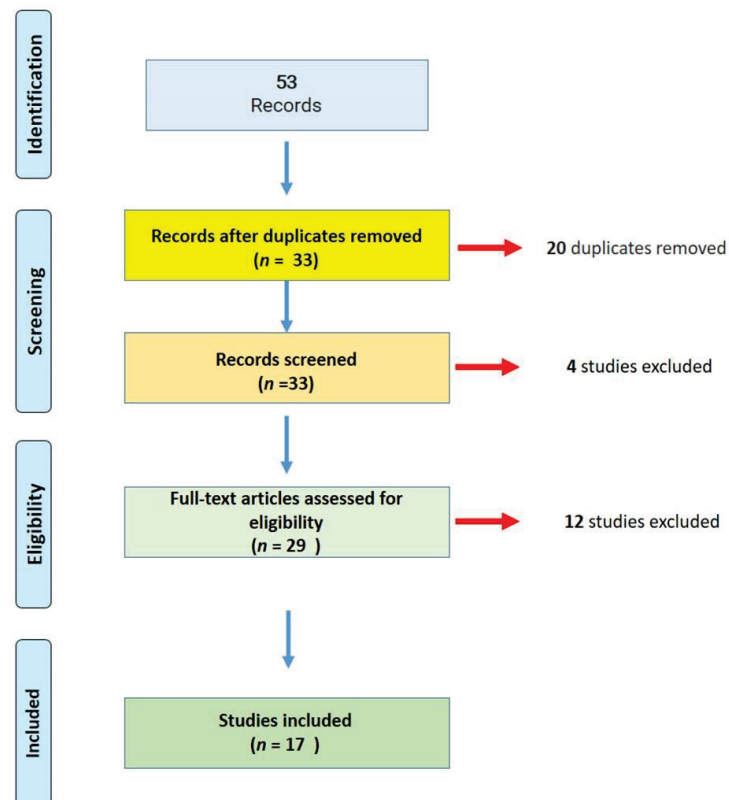 Identification
53
Records
Screening
Records after duplicates removed
(n = 33)
20 duplicates removed
Records screened
(n =33)
4 studies excluded
Eligibility
Full-text articles assessed for
eligibility
(n = 29 )
12 studies excluded
Included
Studies included
(n = 17 )